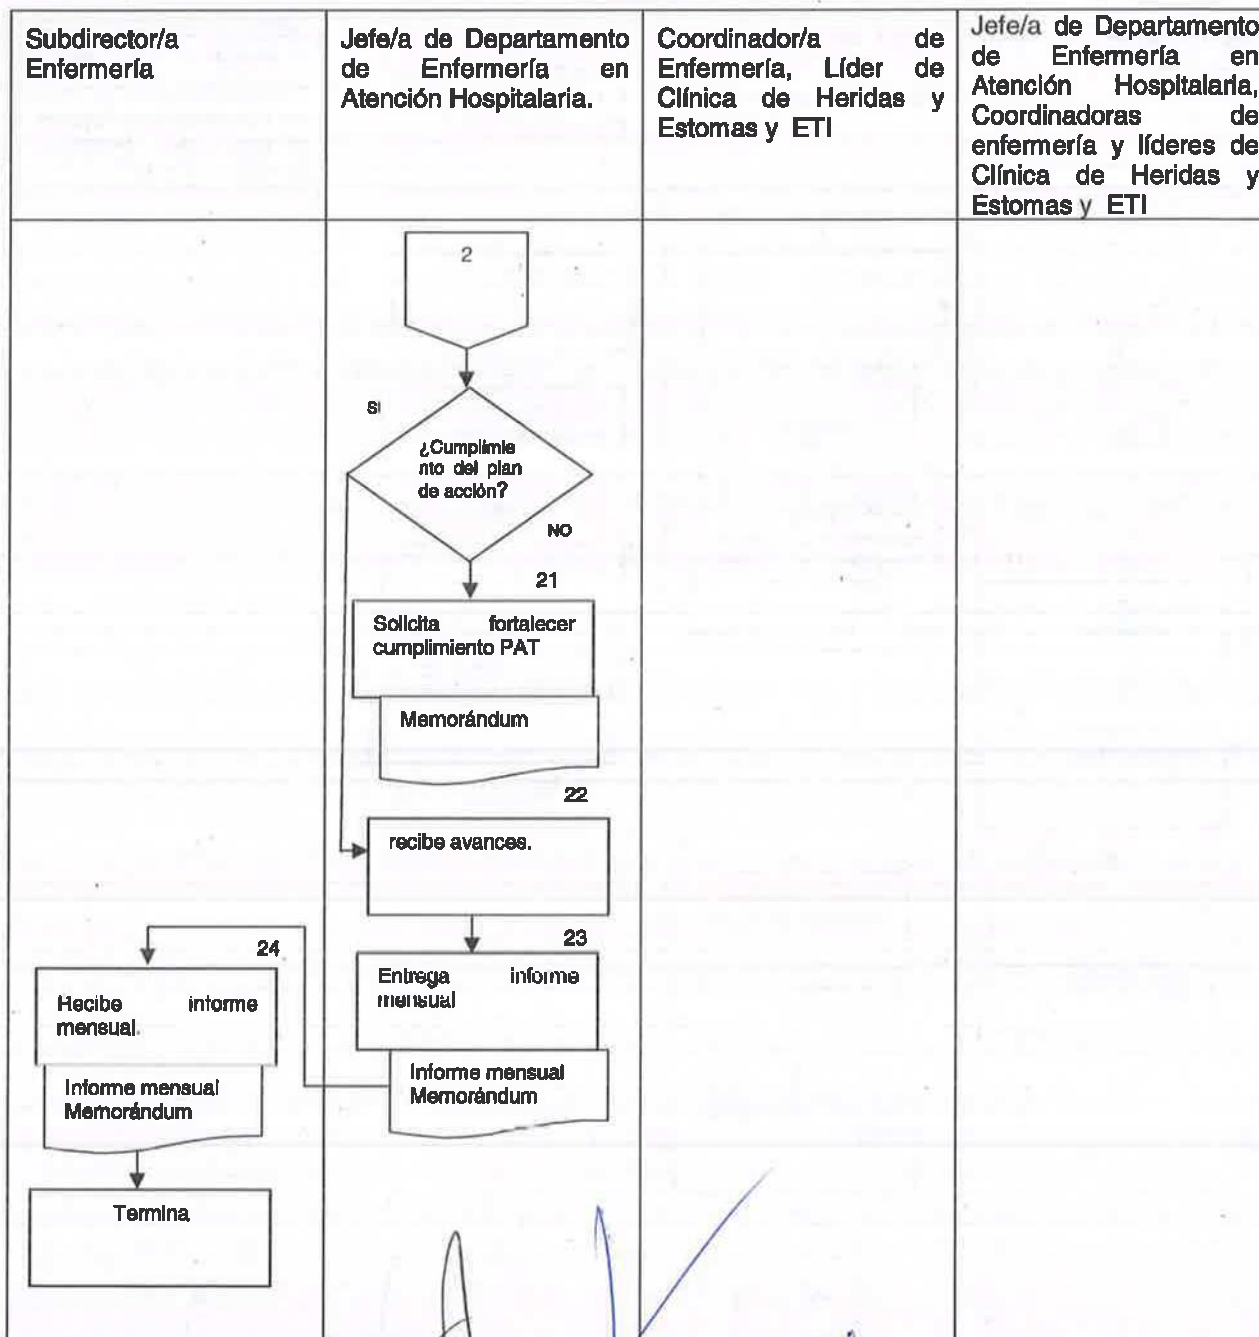 Subdirector/a
Enfermería
Jefe/a de Departamento
de Enfermería en
Atención Hospitalaria.
Coordinador/a de
Enfermería, Líder de
Clínica de Heridas y
Estomas y ETI
Jefe/a de Departamento
de Enfermería en
Atención Hospitalaria,
Coordinadoras de
enfermería y líderes de
Clínica de Heridas y
Estomas y ETI
2
SI
¿Cumplimie
nto del plan
de acción?
NO
21
Solicita fortalecer
cumplimiento PAT
Memorándum
22
recibe avances.
23
Entrega informe
mensual
Informe mensual
Memorándum
24
Recibe informe
mensual.
Informe mensual
Memorándum
Termina